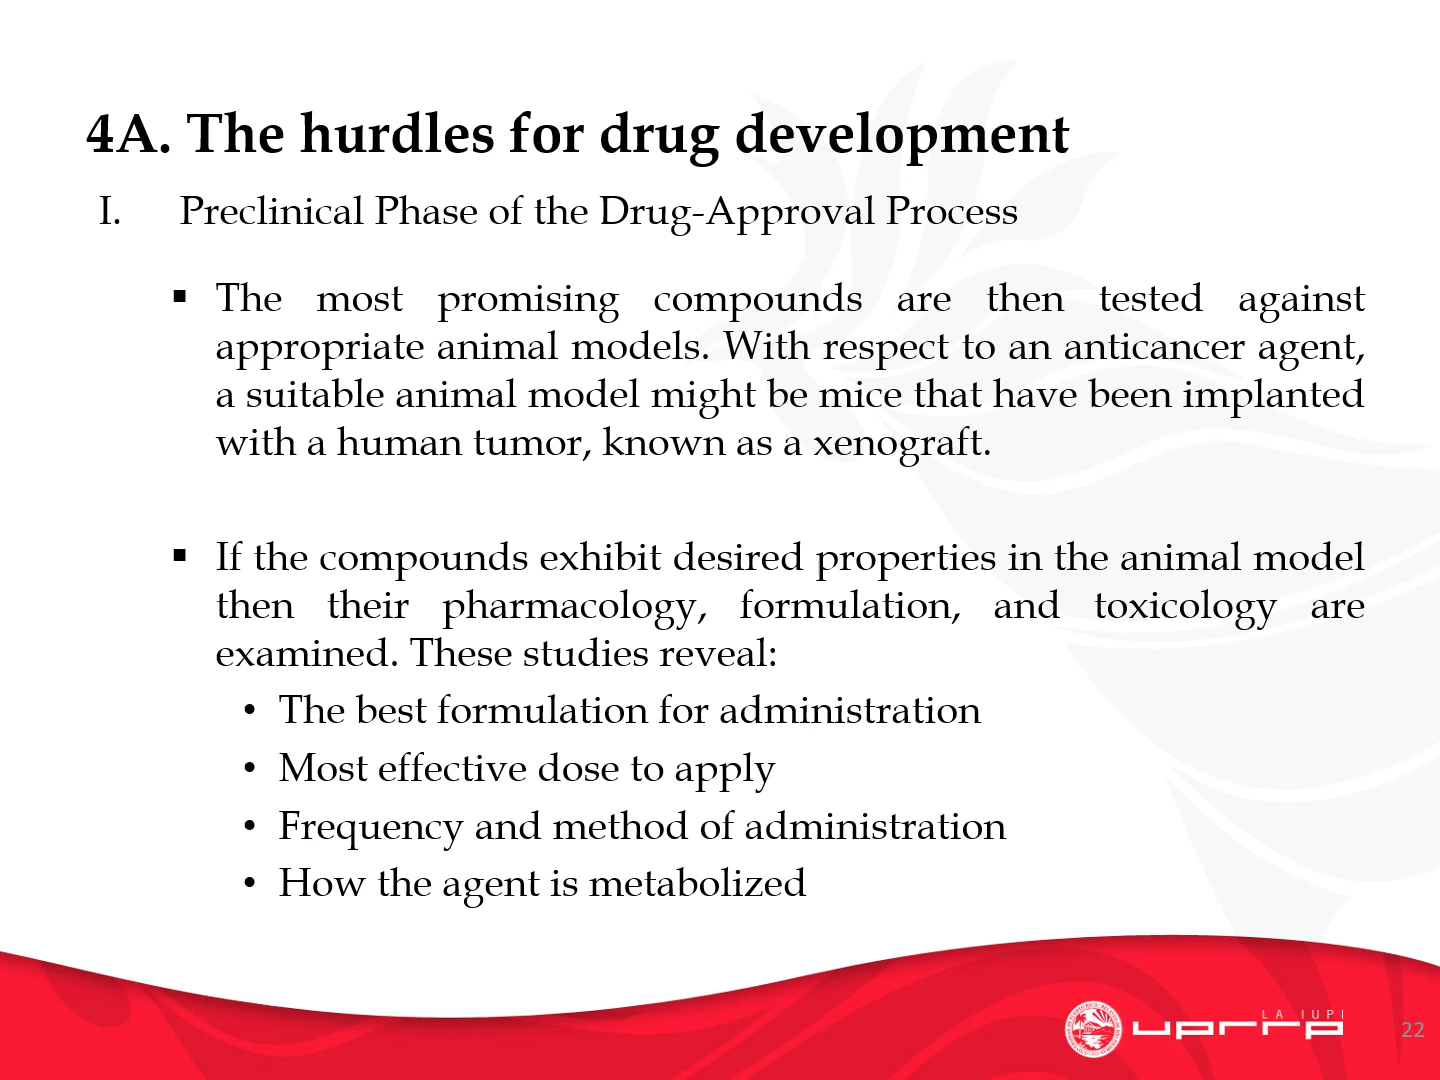 4A. The hurdles for drug development
I. Preclinical Phase of the Drug-Approval Process
▪ The most promising compounds are then tested against
appropriate animal models. With respect to an anticancer agent,
a suitable animal model might be mice that have been implanted
with a human tumor, known as a xenograft.
▪ If the compounds exhibit desired properties in the animal model
then their pharmacology, formulation, and toxicology are
examined. These studies reveal:
• The best formulation for administration
• Most effective dose to apply
• Frequency and method of administration
• How the agent is metabolized
LA IUPI
uprrp
22